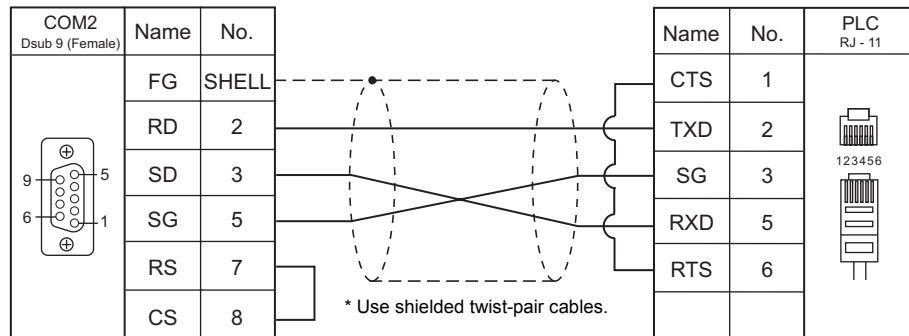 COM2
Dsub 9 (Female)
Name No.
FG SHELL
RD 2
SD 3
SG 5
RS 7
CS 8
9
5
6
1
* Use shielded twist-pair cables.
Name No.
PLC
RJ - 11
CTS 1
TXD 2
SG 3
RXD 5
RTS 6
123456